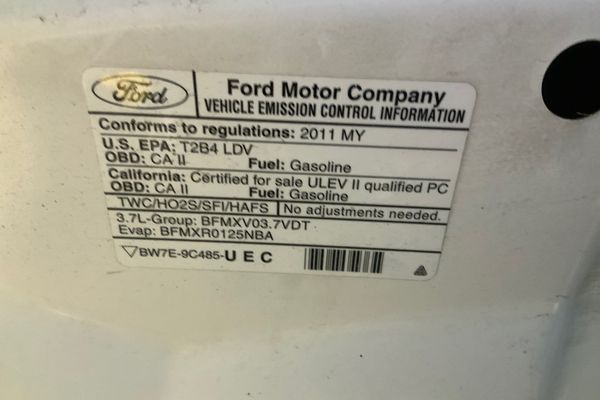 Ford
Ford Motor Company
VEHICLE EMISSION CONTROL INFORMATION
Conforms to regulations: 2011 MY
U.S. EPA: T2B4 LDV
OBD: CA II Fuel: Gasoline
California: Certified for sale ULEV II qualified PC
OBD: CA II Fuel: Gasoline
TWC/HO2S/SFI/HAFS No adjustments needed.
3.7L-Group: BFMXV03.7VDT
Evap: BFMXR0125NBA
BW7E-9C485-U E C